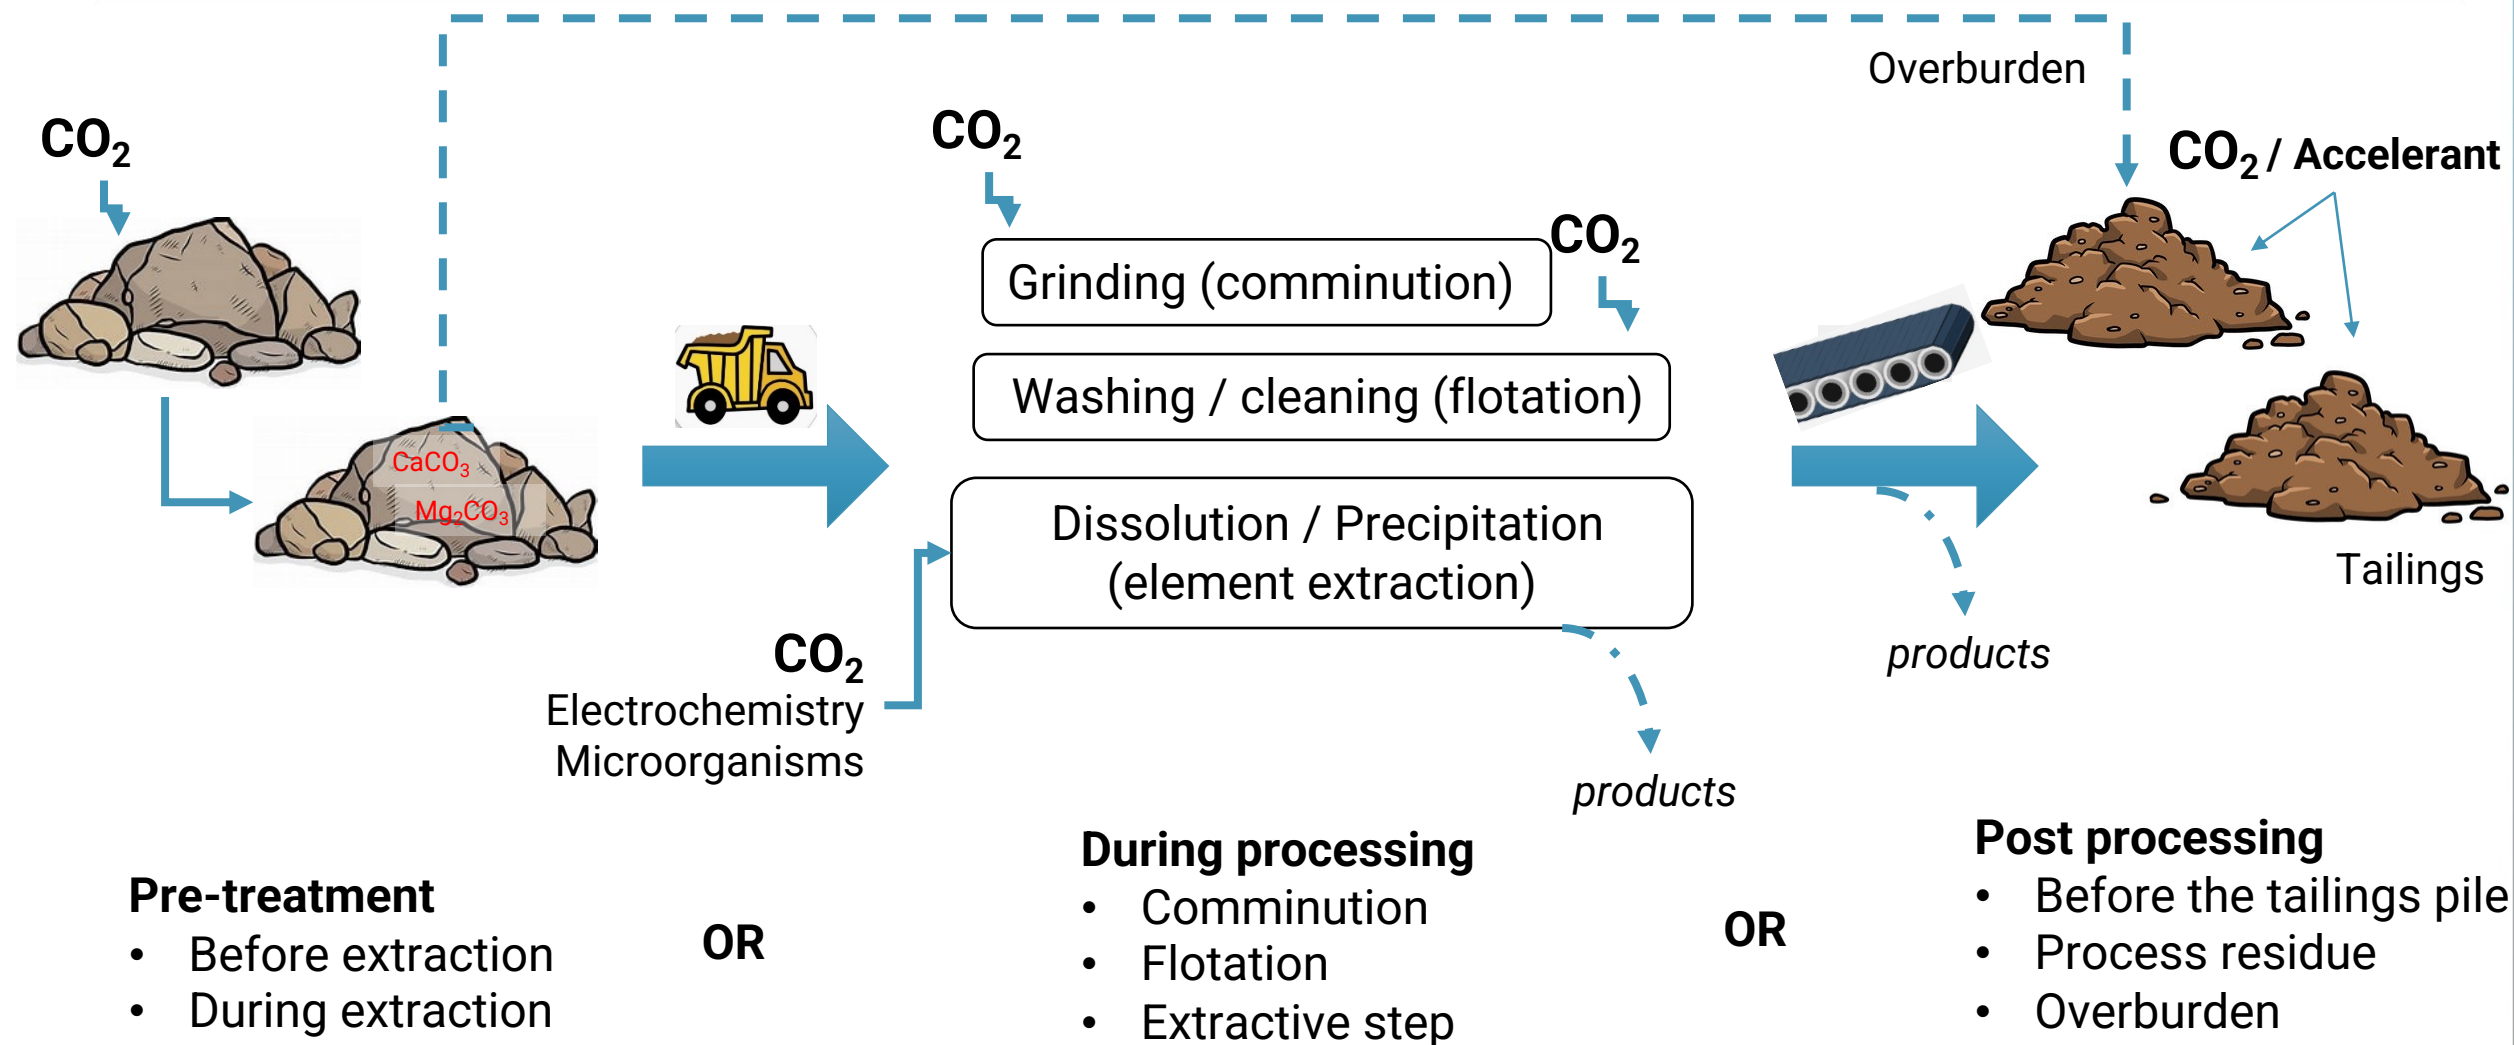 Overburden
CO₂
CO₂
CO₂ / Accelerant
CO₂
Grinding (comminution)
Washing / cleaning (flotation)
CaCO₃
Mg₂CO₃
Dissolution / Precipitation
(element extraction)
Tailings
CO₂
Electrochemistry
Microorganisms
products
products
Pre-treatment
• Before extraction
• During extraction
OR
During processing
• Comminution
• Flotation
• Extractive step
OR
Post processing
• Before the tailings pile
• Process residue
• Overburden